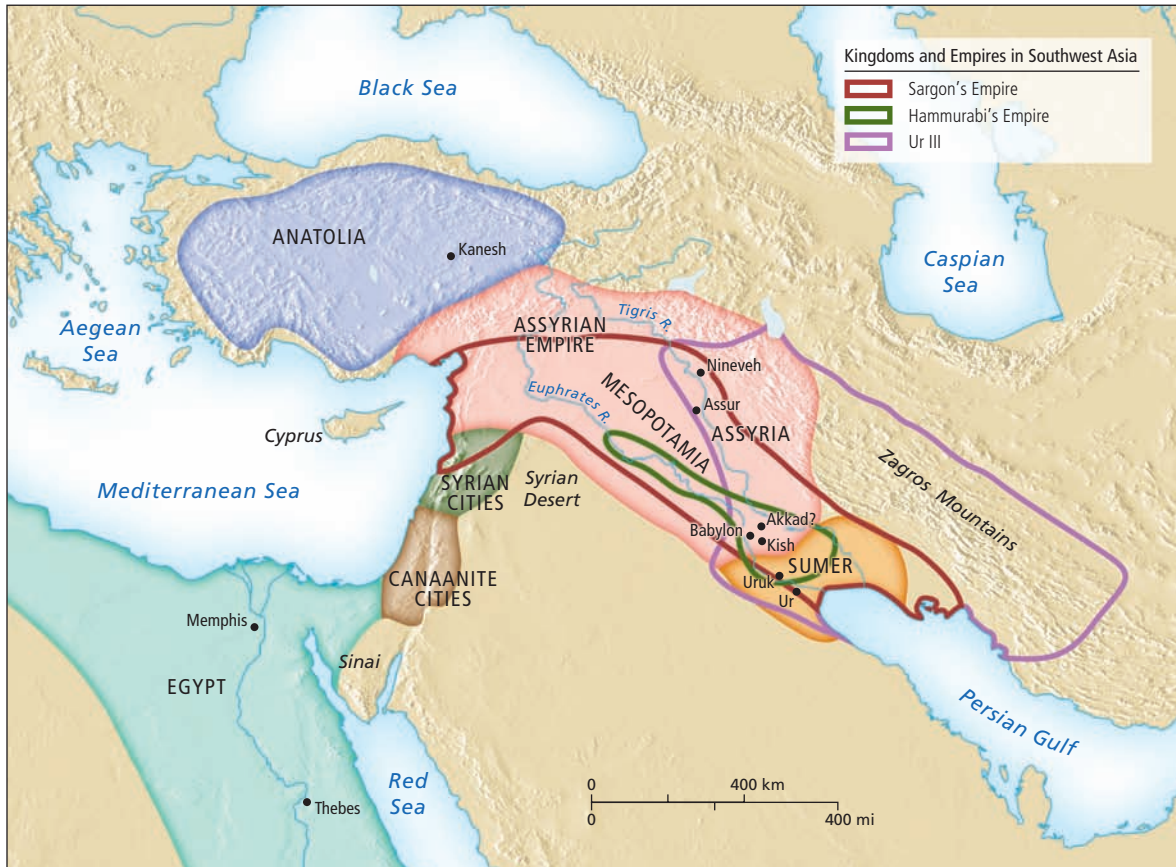 Kingdoms and Empires in Southwest Asia
Sargon's Empire
Hammurabi's Empire
Ur III
Black Sea
ANATOLIA
Kanesh
Caspian
Sea
Aegean
Sea
Tigris R.
ASSYRIAN
EMPIRE
Nineveh
Euphrates R.
MESOPOTAMIA
Assur
ASSYRIA
Cyprus
Zagros Mountains
Mediterranean Sea
SYRIAN
CITIES
Syrian
Desert
Akkad?
Babylon
Kish
SUMER
Uruk
Ur
CANAANITE
CITIES
Memphis
Sinai
EGYPT
Persian Gulf
Red
Sea
Thebes
0 400 km
0 400 mi